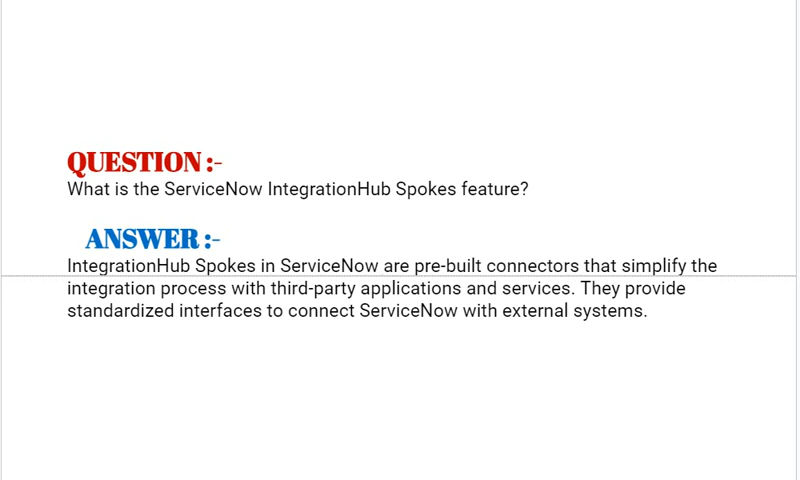 QUESTION :-
What is the ServiceNow IntegrationHub Spokes feature?
ANSWER :-
IntegrationHub Spokes in ServiceNow are pre-built connectors that simplify the
integration process with third-party applications and services. They provide
standardized interfaces to connect ServiceNow with external systems.